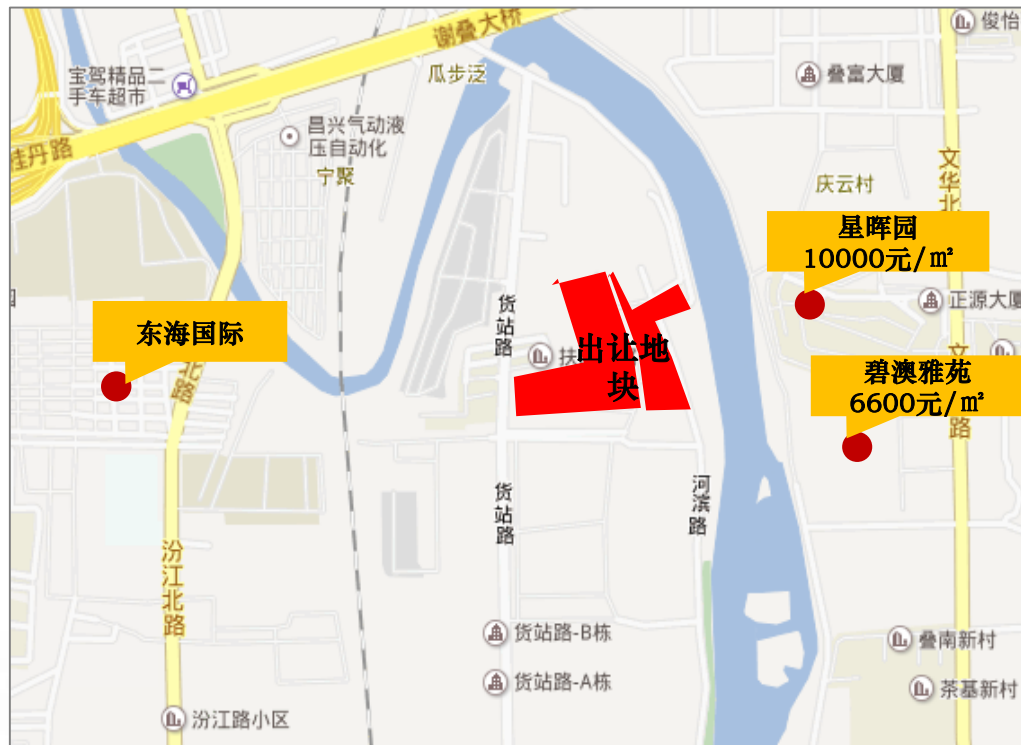 谢叠大桥
俊怡
宝驾精品二
手车超市
瓜步泛
叠富大厦
昌兴气动液
压自动化
桂丹路
宁聚
文华北
庆云村
星晖园
10000元/㎡
正源大厦
货站路
东海国际
北路
扶
出让地
块
文
碧澳雅苑
6600元/㎡
路
货站路
河滨路
汾江北路
货站路-B栋
叠南新村
货站路-A栋
茶基新村
汾江路小区